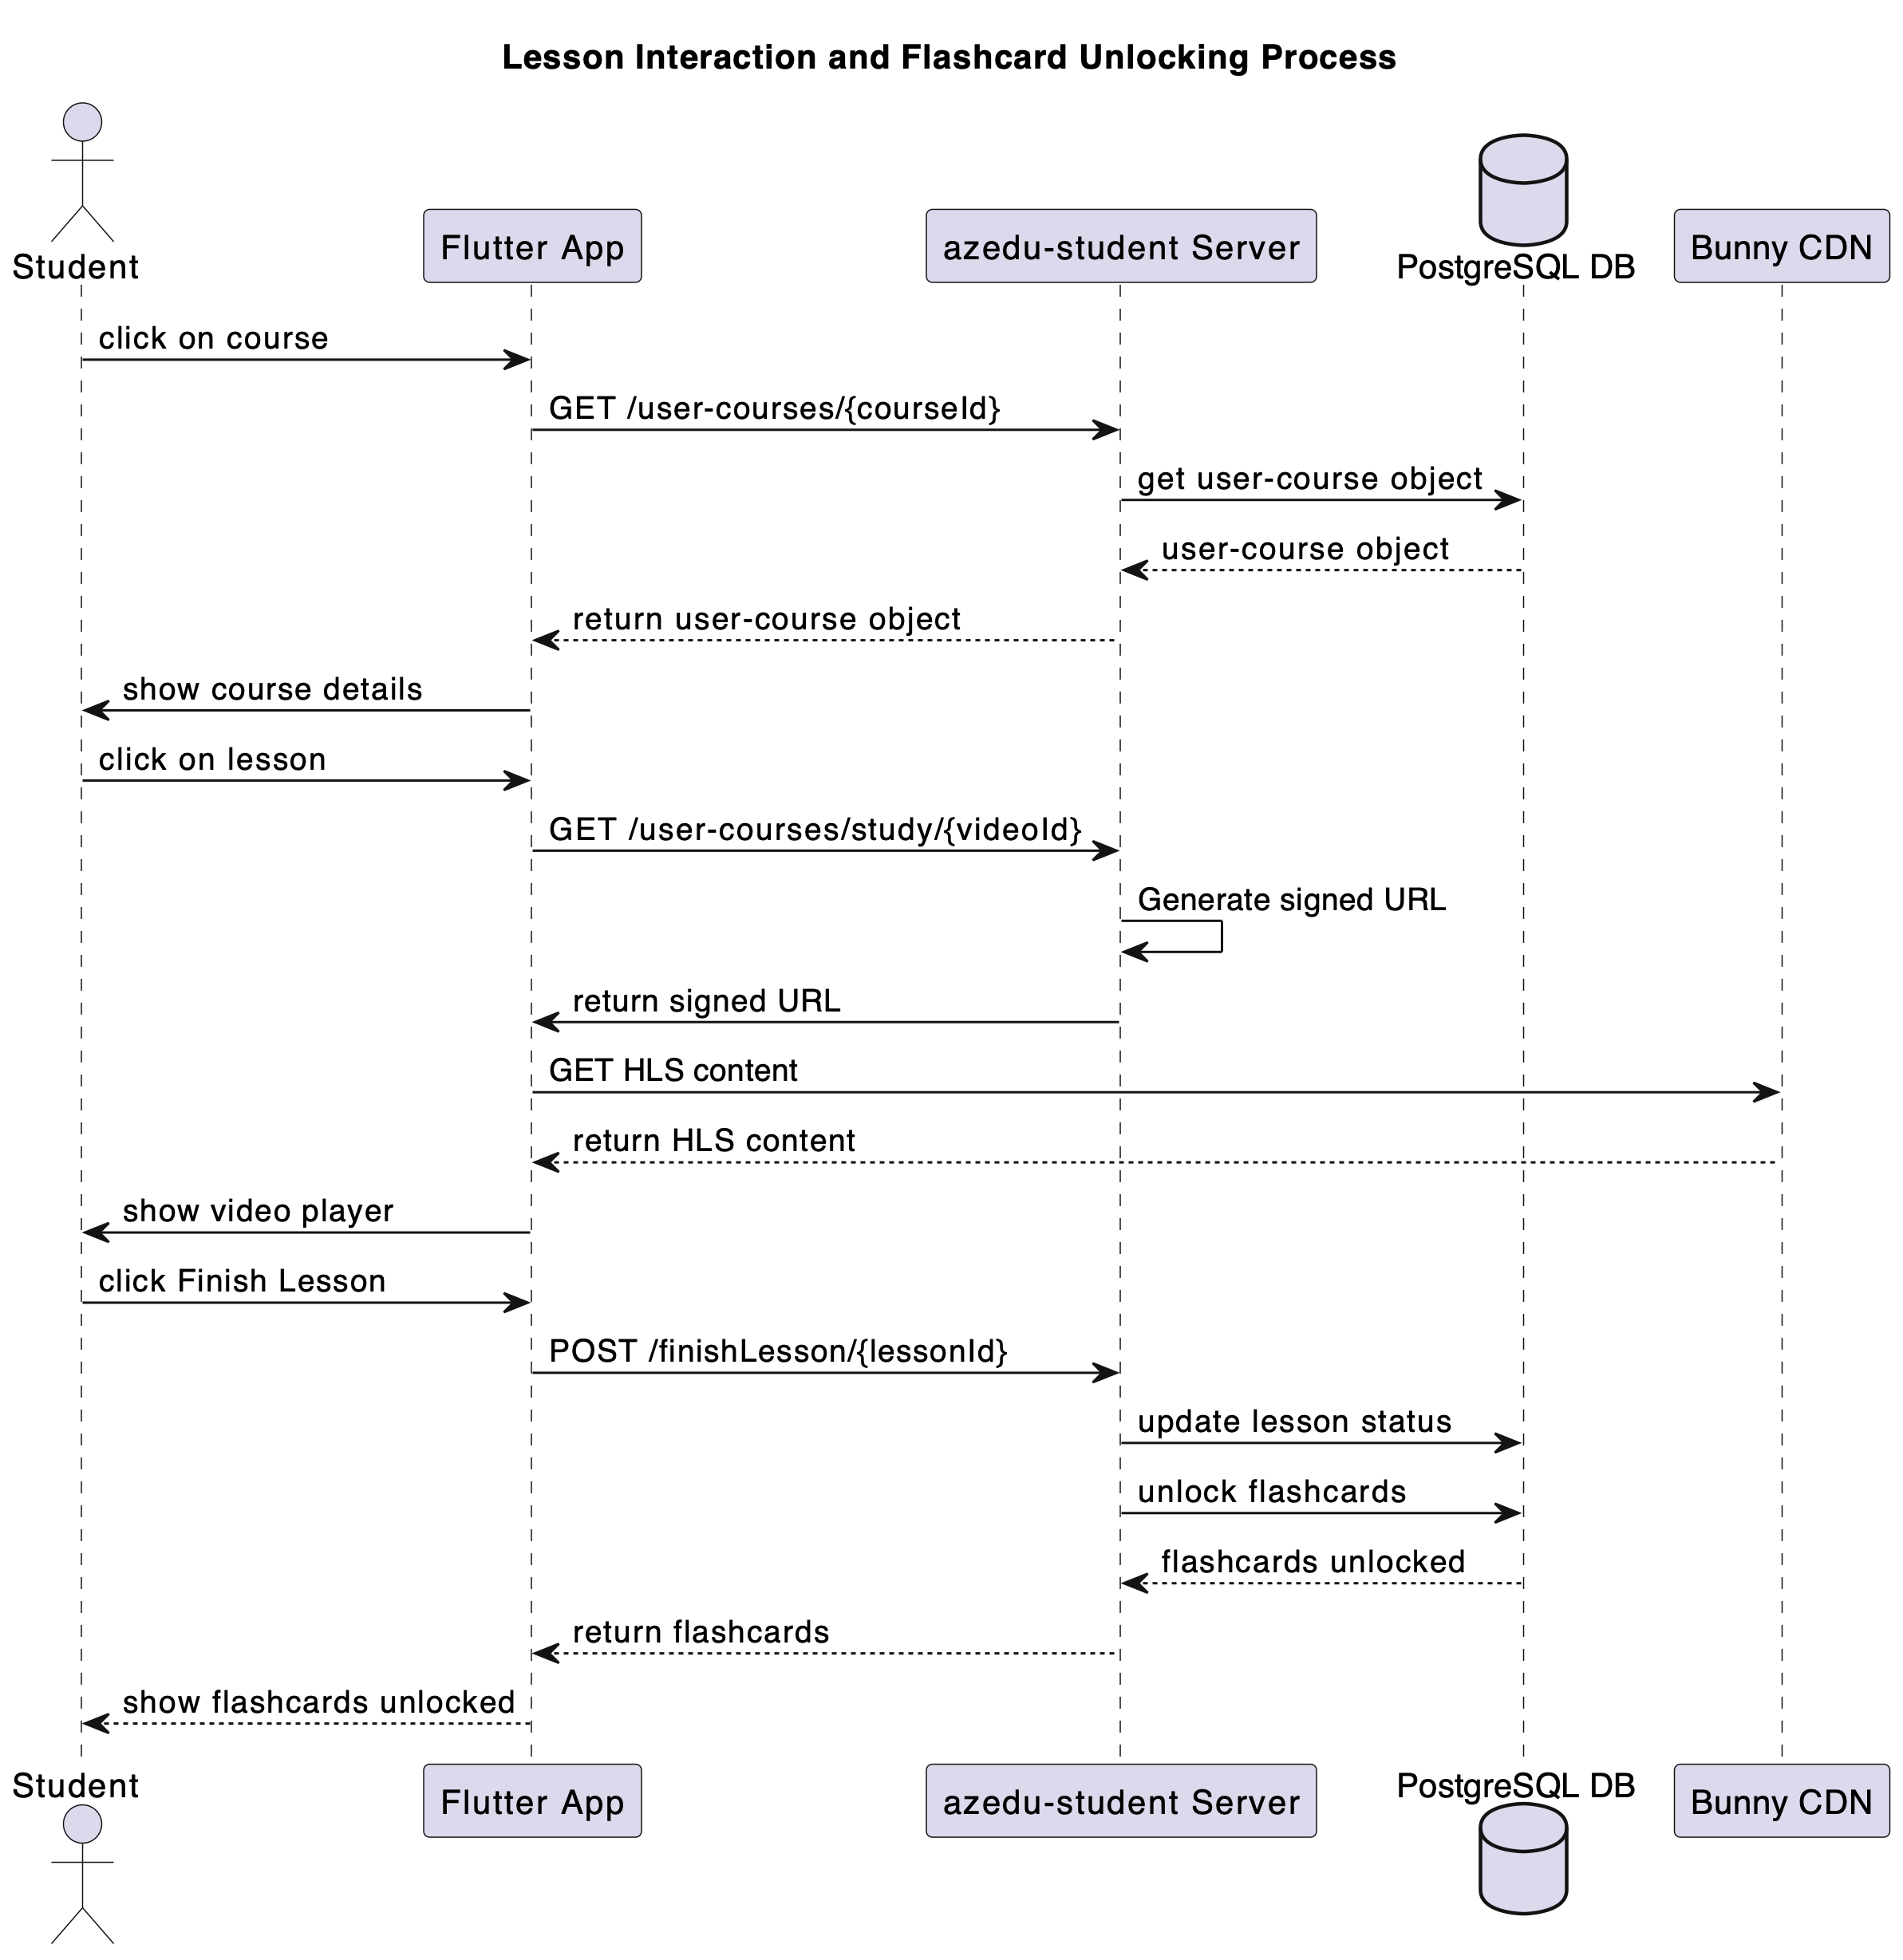 Lesson Interaction and Flashcard Unlocking Process
Student
Flutter App
azedu-student Server
PostgreSQL DB
Bunny CDN
click on course
GET /user-courses/{courseId}
get user-course object
user-course object
return user-course object
show course details
click on lesson
GET /user-courses/study/{videoId}
Generate signed URL
return signed URL
GET HLS content
return HLS content
show video player
click Finish Lesson
POST /finishLesson/{lessonId}
update lesson status
unlock flashcards
flashcards unlocked
return flashcards
show flashcards unlocked
Student
Flutter App
azedu-student Server
PostgreSQL DB
Bunny CDN